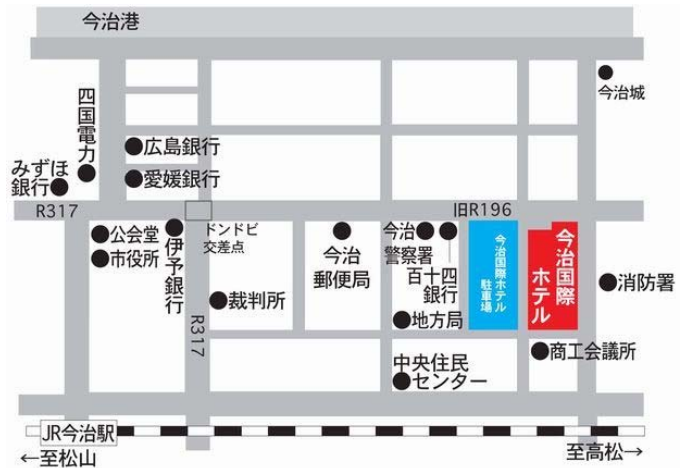 今治港
四国電力
今治城
広島銀行
みずほ
銀行
愛媛銀行
R317
旧R196
公会堂
市役所
伊予銀行
ドンドビ
交差点
今治
郵便局
今治
警察署
百十四
銀行
今治国際ホテル
駐車場
今治国際
ホテル
消防署
裁判所
地方局
R317
商工会議所
中央住民
センター
JR今治駅
←至松山
至高松→